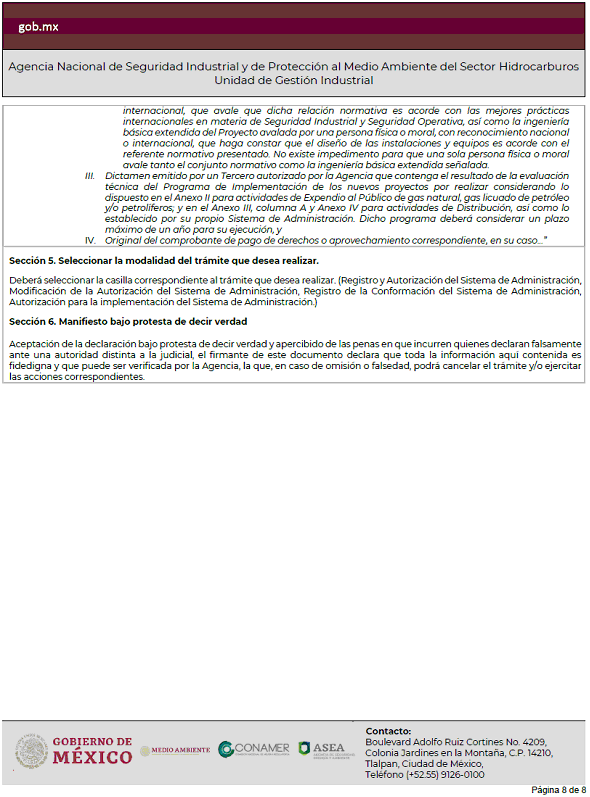 gob.mx
Agencia Nacional de Seguridad Industrial y de Protección al Medio Ambiente del Sector Hidrocarburos
Unidad de Gestión Industrial
internacional, que avale que dicha relación normativa es acorde con las mejores prácticas
internacionales en materia de Seguridad Industrial y Seguridad Operativa, así como la ingeniería
básica extendida del Proyecto avalada por una persona física o moral, con reconocimiento nacional
o internacional, que haga constar que el diseño de las instalaciones y equipos es acorde con el
referente normativo presentado. No existe impedimento para que una sola persona física o moral
avale tanto el conjunto normativo como la ingeniería básica extendida señalada.
III. Dictamen emitido por un Tercero autorizado por la Agencia que contenga el resultado de la evaluación
técnica del Programa de Implementación de los nuevos proyectos por realizar considerando lo
dispuesto en el Anexo II para actividades de Expendio al Público de gas natural, gas licuado de petróleo
y/o petrolíferos; y en el Anexo III, columna A y Anexo IV para actividades de Distribución, así como lo
establecido por su propio Sistema de Administración. Dicho programa deberá considerar un plazo
máximo de un año para su ejecución, y
IV. Original del comprobante de pago de derechos o aprovechamiento correspondiente, en su caso..."
Sección 5. Seleccionar la modalidad del trámite que desea realizar.
Deberá seleccionar la casilla correspondiente al trámite que desea realizar. (Registro y Autorización del Sistema de Administración,
Modificación de la Autorización del Sistema de Administración, Registro de la Conformación del Sistema de Administración,
Autorización para la implementación del Sistema de Administración.)
Sección 6. Manifiesto bajo protesta de decir verdad
Aceptación de la declaración bajo protesta de decir verdad y apercibido de las penas en que incurren quienes declaran falsamente
ante una autoridad distinta a la judicial, el firmante de este documento declara que toda la información aquí contenida es
fidedigna y que puede ser verificada por la Agencia, la que, en caso de omisión o falsedad, podrá cancelar el trámite y/o ejercitar
las acciones correspondientes.
GOBIERNO DE
MÉXICO
MEDIO AMBIENTE
CONAMER
ASEA
Contacto:
Boulevard Adolfo Ruiz Cortines No. 4209,
Colonia Jardines en la Montaña, C.P. 14210,
Tlalpan, Ciudad de México,
Teléfono (+52.55) 9126-0100
Página 8 de 8